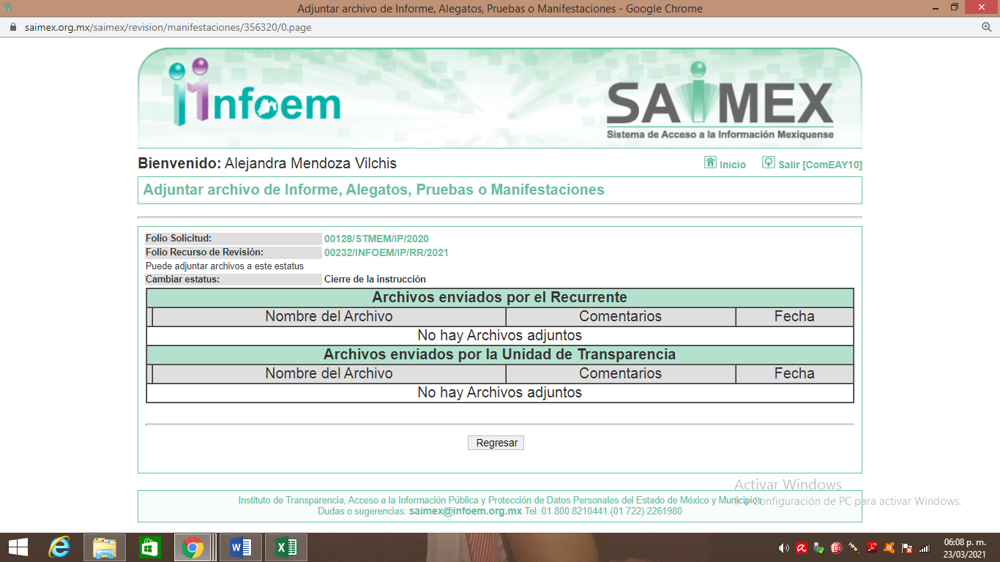 Adjuntar archivo de Informe, Alegatos, Pruebas o Manifestaciones - Google Chrome
saimex.org.mx/saimex/revision/manifestaciones/356320/0.page
infoem
SAIMEX
Sistema de Acceso a la Información Mexiquense
Bienvenido: Alejandra Mendoza Vilchis
Inicio Salir [ComEAY10]
Adjuntar archivo de Informe, Alegatos, Pruebas o Manifestaciones
Folio Solicitud: 00128/STMEM/IP/2020
Folio Recurso de Revisión: 00232/INFOEM/IP/RR/2021
Puede adjuntar archivos a este estatus
Cambiar estatus: Cierre de la instrucción
Archivos enviados por el Recurrente
Nombre del Archivo Comentarios Fecha
No hay Archivos adjuntos
Archivos enviados por la Unidad de Transparencia
Nombre del Archivo Comentarios Fecha
No hay Archivos adjuntos
Regresar
Activar Windows
Instituto de Transparencia, Acceso a la Información Pública y Protección de Datos Personales del Estado de México y Municipios
Configuración de PC para activar Windows.
Dudas o sugerencias: saimex@infoem.org.mx Tel. 01 800 8210441 (01 722) 2261980
06:08 p. m.
23/03/2021